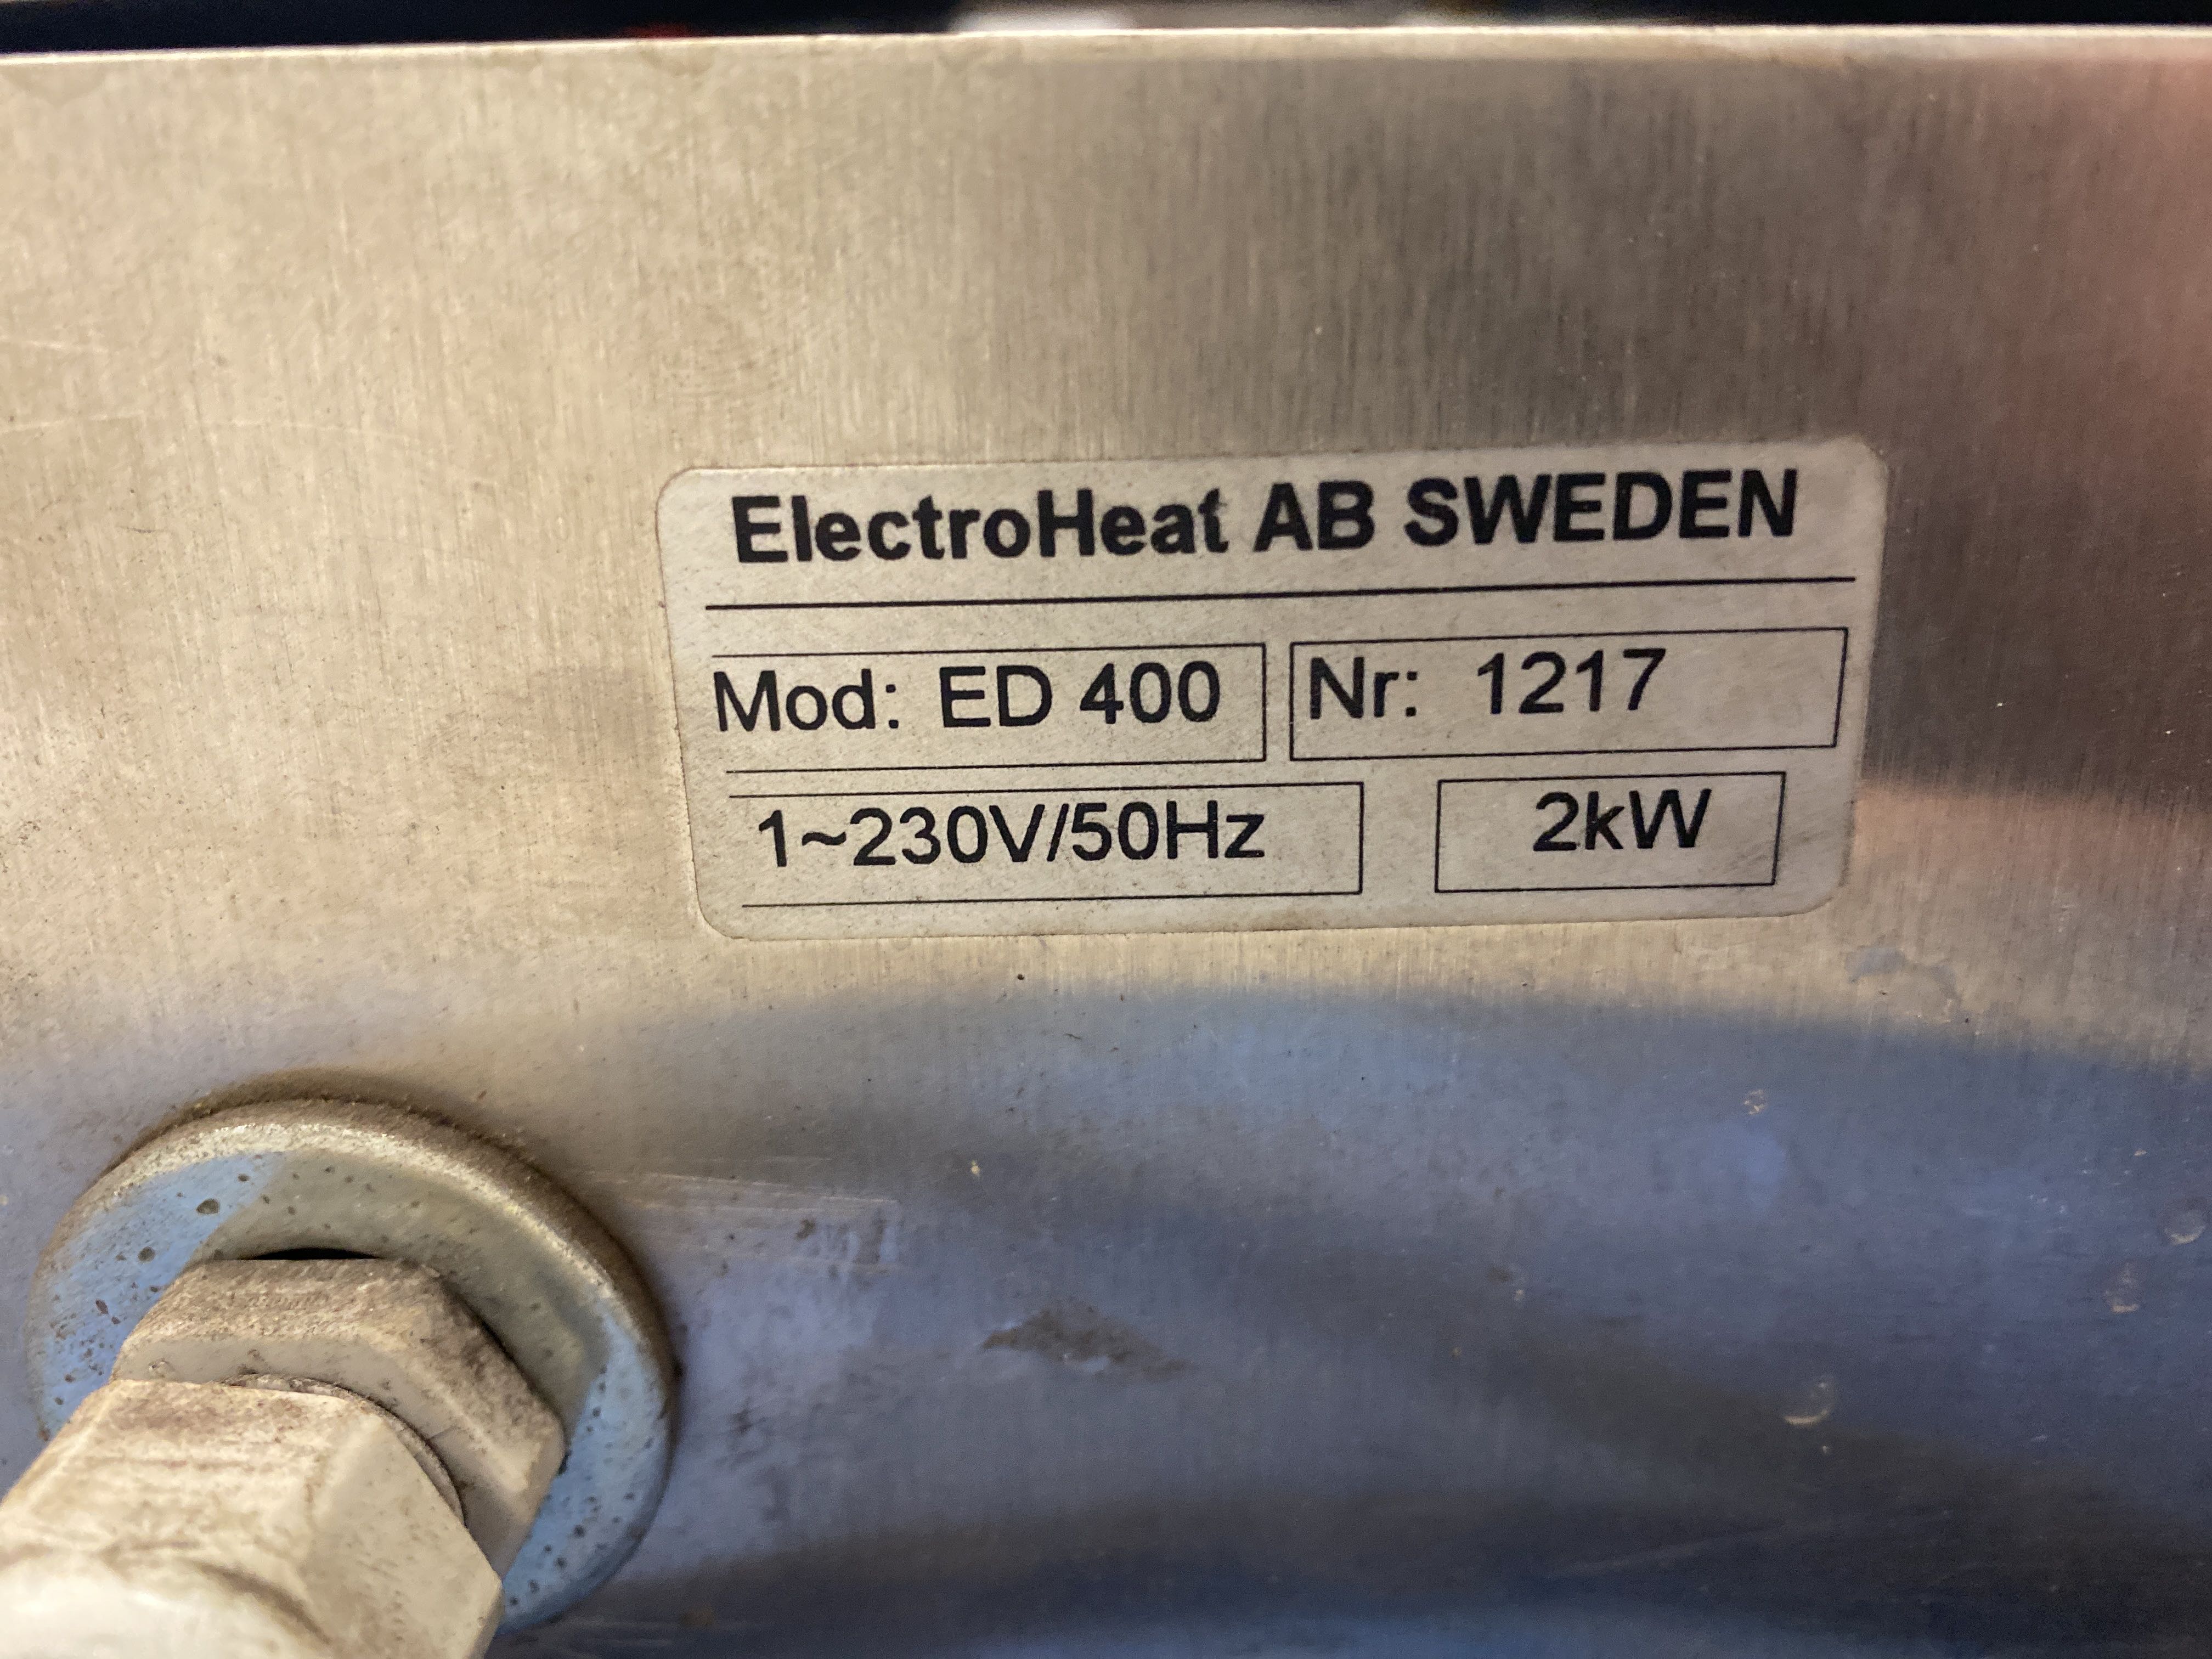 ElectroHeat AB SWEDEN
Mod: ED 400 Nr: 1217
1~230V/50Hz 2kW